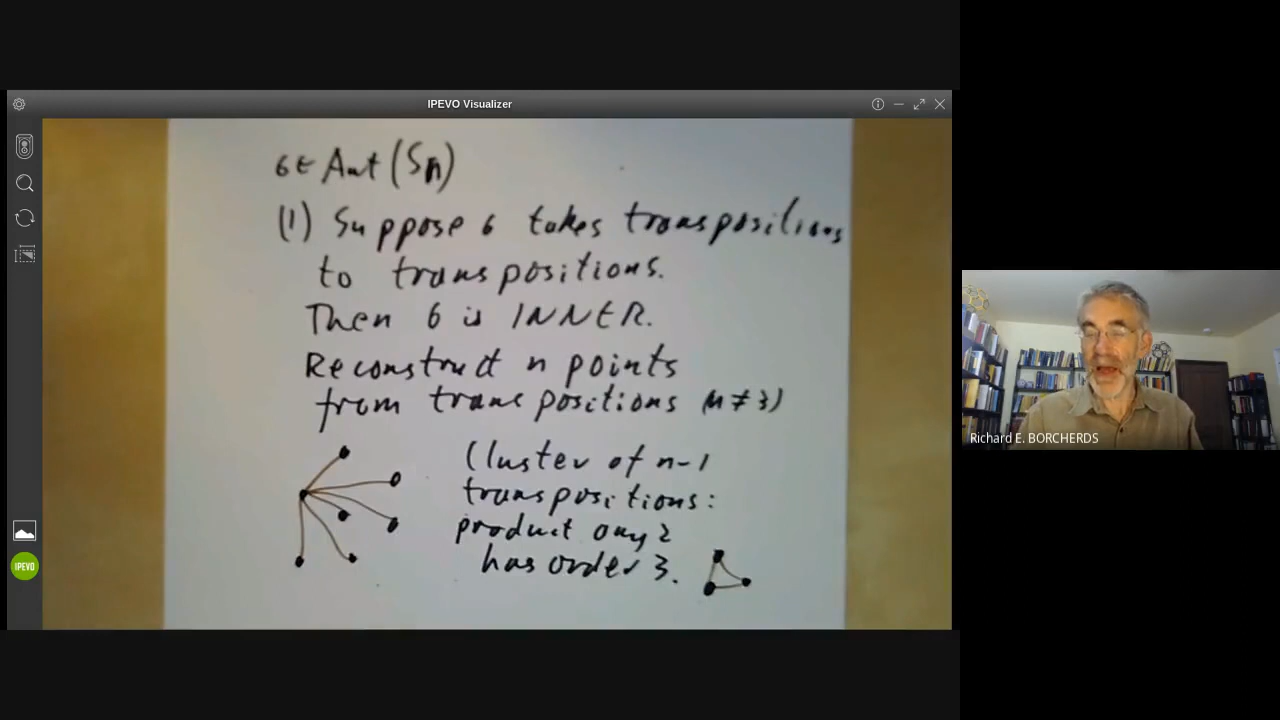 IPEVO Visualizer
σ ∈ Aut (Sn)
(1) Suppose σ takes transpositions
to transpositions.
Then σ is INNER.
Reconstruct n points
from transpositions (n ≠ 3)
Cluster of n-1
transpositions:
product any 2
has order 3.
IPEVO
Richard E. BORCHERDS